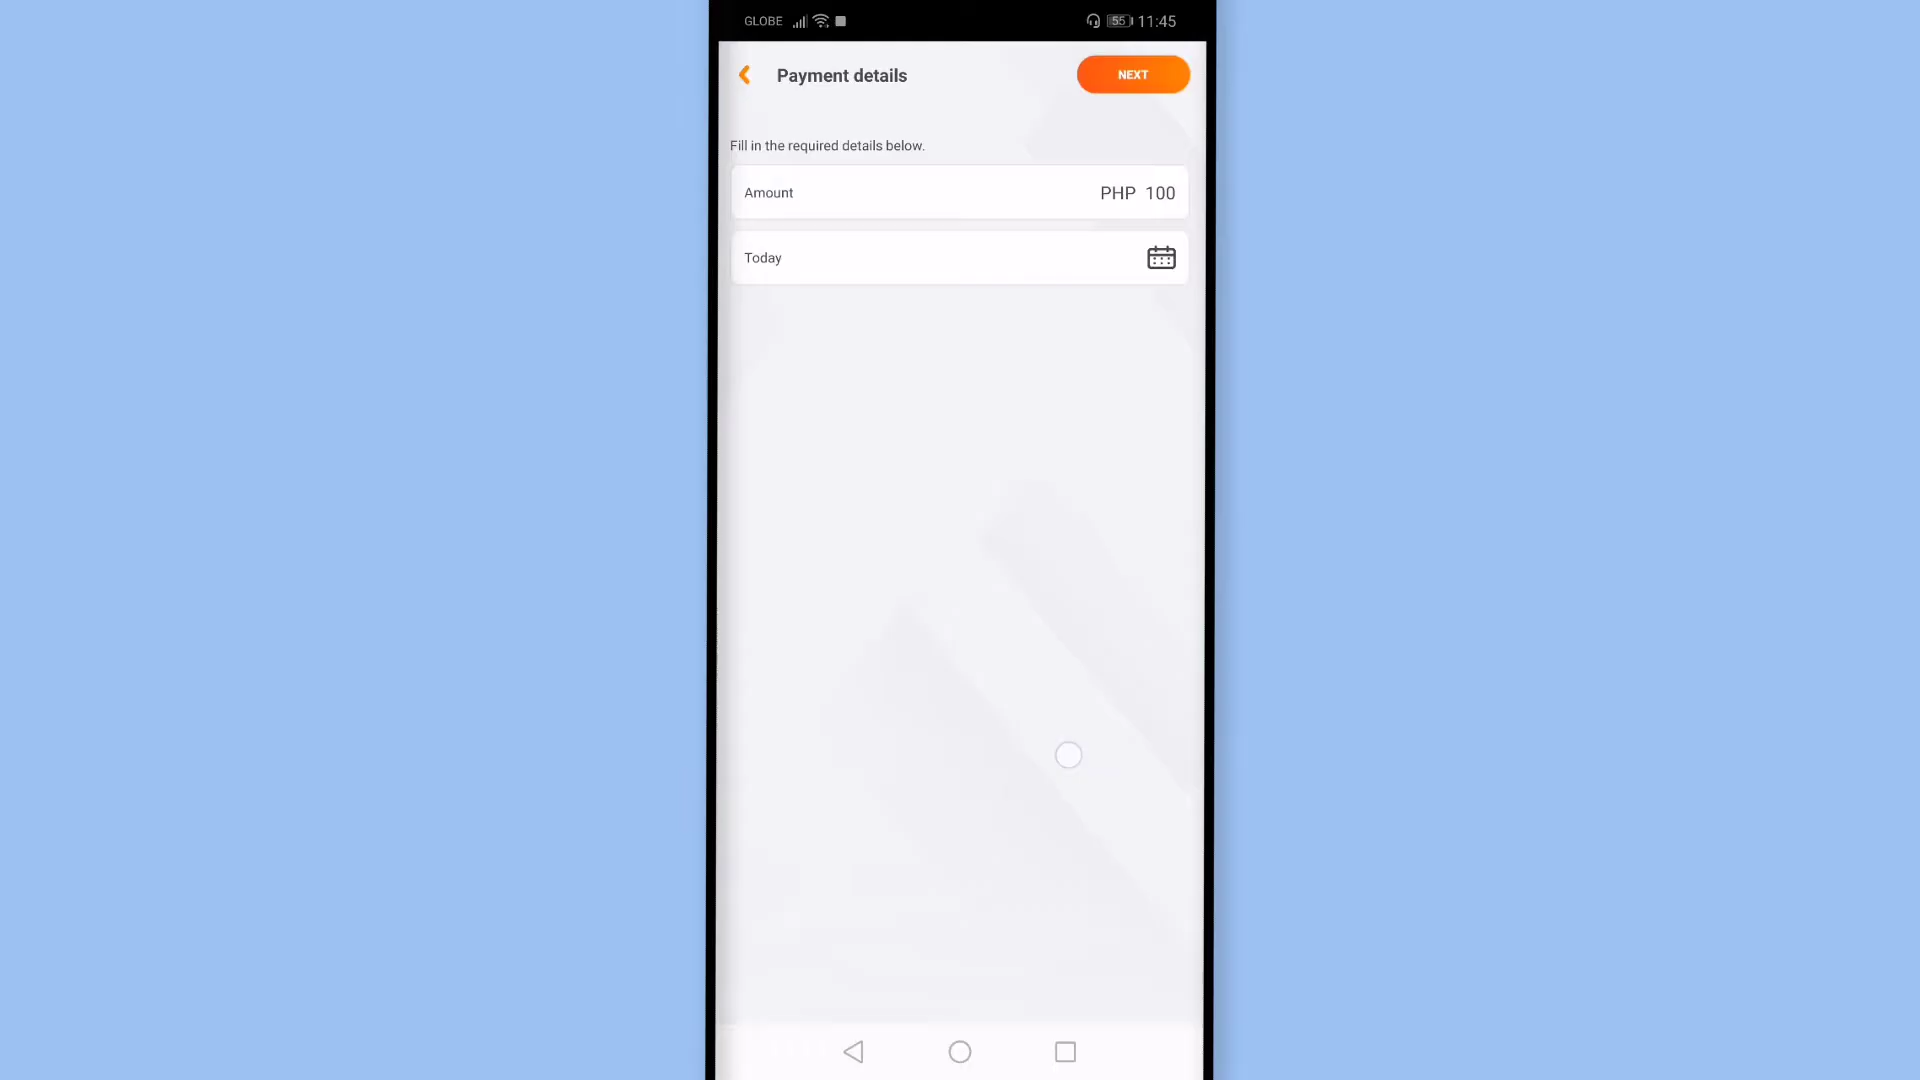 GLOBE 55 11:45
Payment details NEXT
Fill in the required details below.
Amount PHP 100
Today